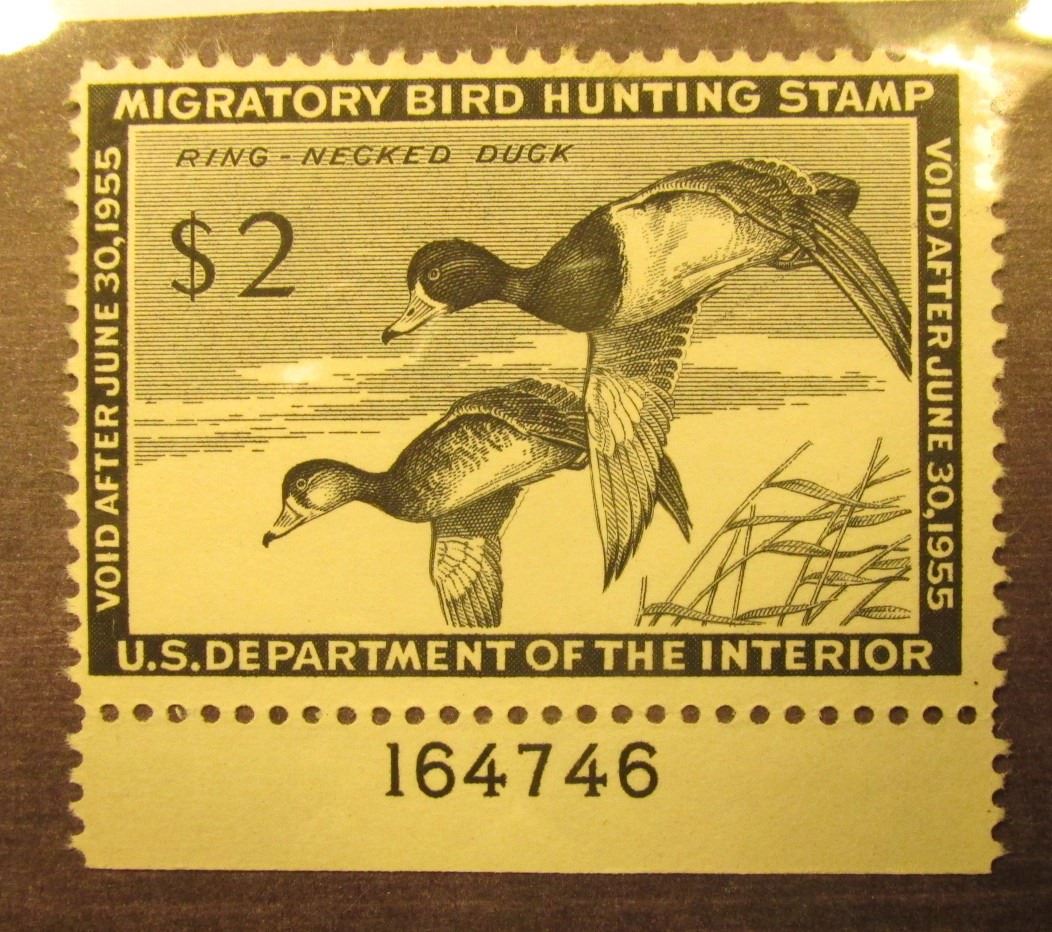 MIGRATORY BIRD HUNTING STAMP
RING-NECKED DUCK
$2
VOID AFTER JUNE 30, 1955
VOID AFTER JUNE 30, 1955
U.S. DEPARTMENT OF THE INTERIOR
164746